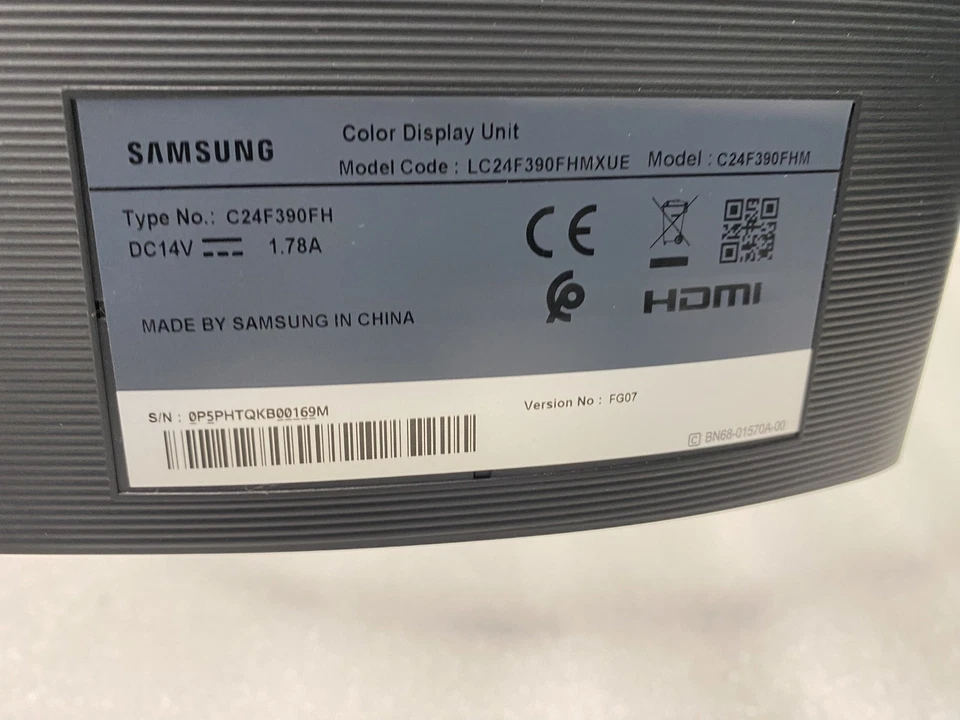 SAMSUNG
Color Display Unit
Model Code : LC24F390FHMXUE Model : C24F390FHM
Type No.: C24F390FH
DC14V 1.78A
CE
HDMI
MADE BY SAMSUNG IN CHINA
S/N : 0P5PHTQKB00169M
Version No : FG07
C BN68-01570A-00